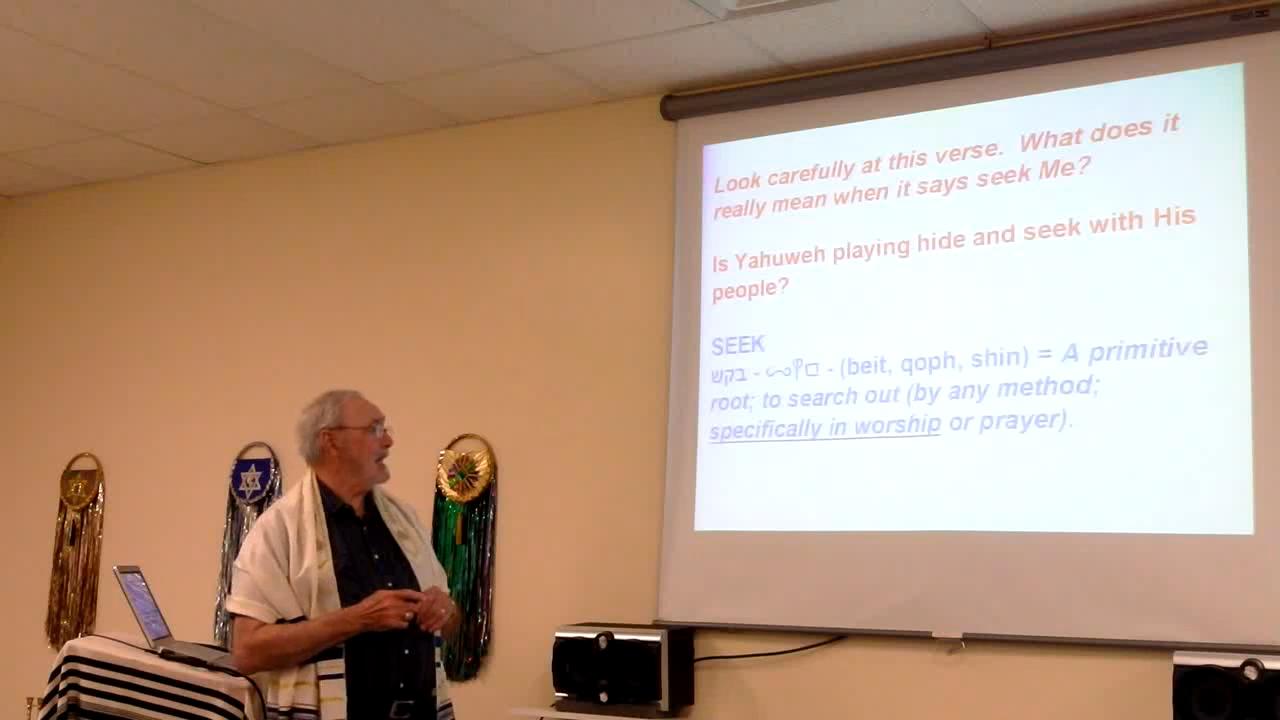 Look carefully at this verse. What does it
really mean when it says seek Me?
Is Yahuweh playing hide and seek with His
people?
SEEK
בקש - - (beit, qoph, shin) = A primitive
root; to search out (by any method;
specifically in worship or prayer).